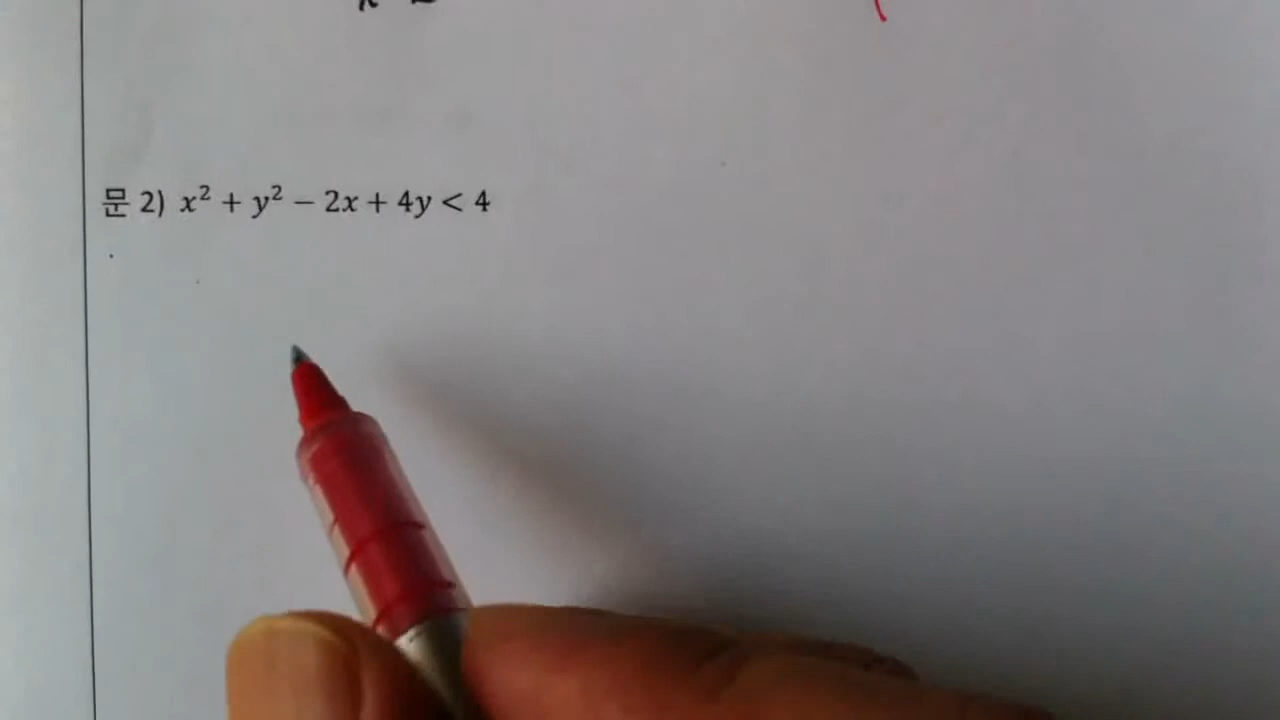 문 2) x² + y² − 2x + 4y < 4